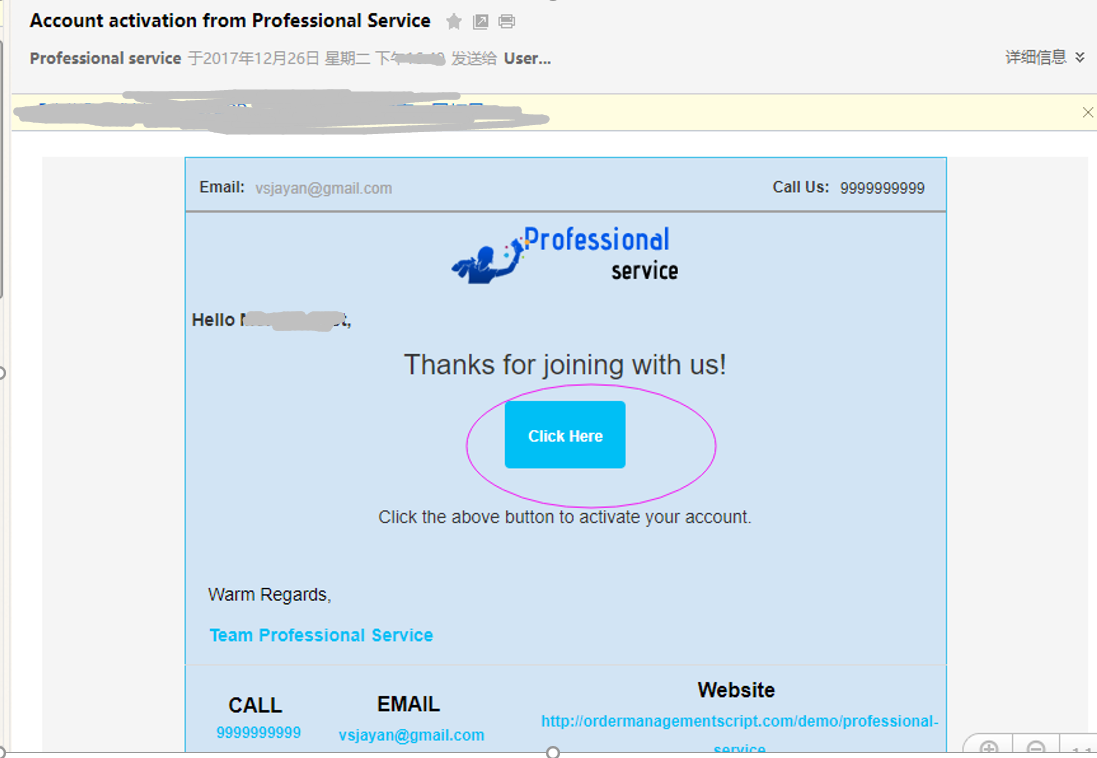 Account activation from Professional Service
Professional service 于2017年12月26日 星期二 下午 发送给 User...
详细信息
Email: vsjayan@gmail.com
Call Us: 9999999999
Professional
service
Hello
Thanks for joining with us!
Click Here
Click the above button to activate your account.
Warm Regards,
Team Professional Service
CALL
9999999999
EMAIL
vsjayan@gmail.com
Website
http://ordermanagementscript.com/demo/professional-
service